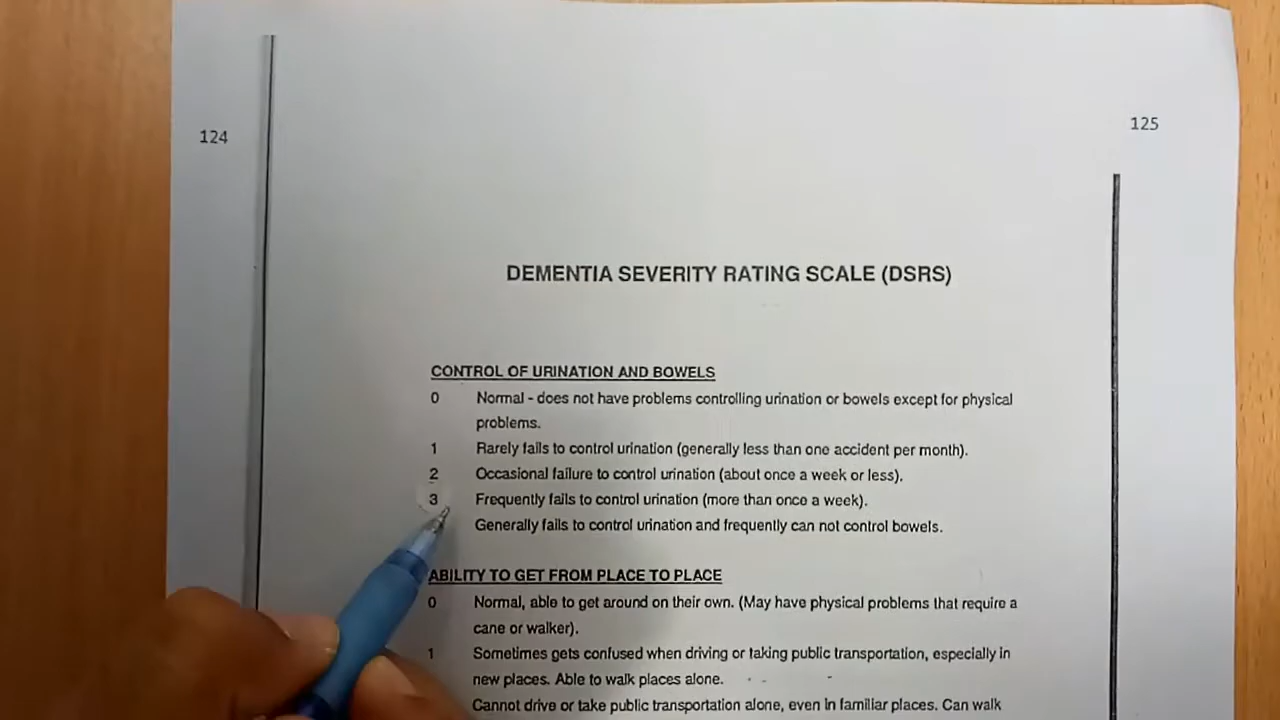 124
125
DEMENTIA SEVERITY RATING SCALE (DSRS)
CONTROL OF URINATION AND BOWELS
0 Normal - does not have problems controlling urination or bowels except for physical
problems.
1 Rarely fails to control urination (generally less than one accident per month).
2 Occasional failure to control urination (about once a week or less).
3 Frequently fails to control urination (more than once a week).
Generally fails to control urination and frequently can not control bowels.
ABILITY TO GET FROM PLACE TO PLACE
0 Normal, able to get around on their own. (May have physical problems that require a
cane or walker).
1 Sometimes gets confused when driving or taking public transportation, especially in
new places. Able to walk places alone.
Cannot drive or take public transportation alone, even in familiar places. Can walk